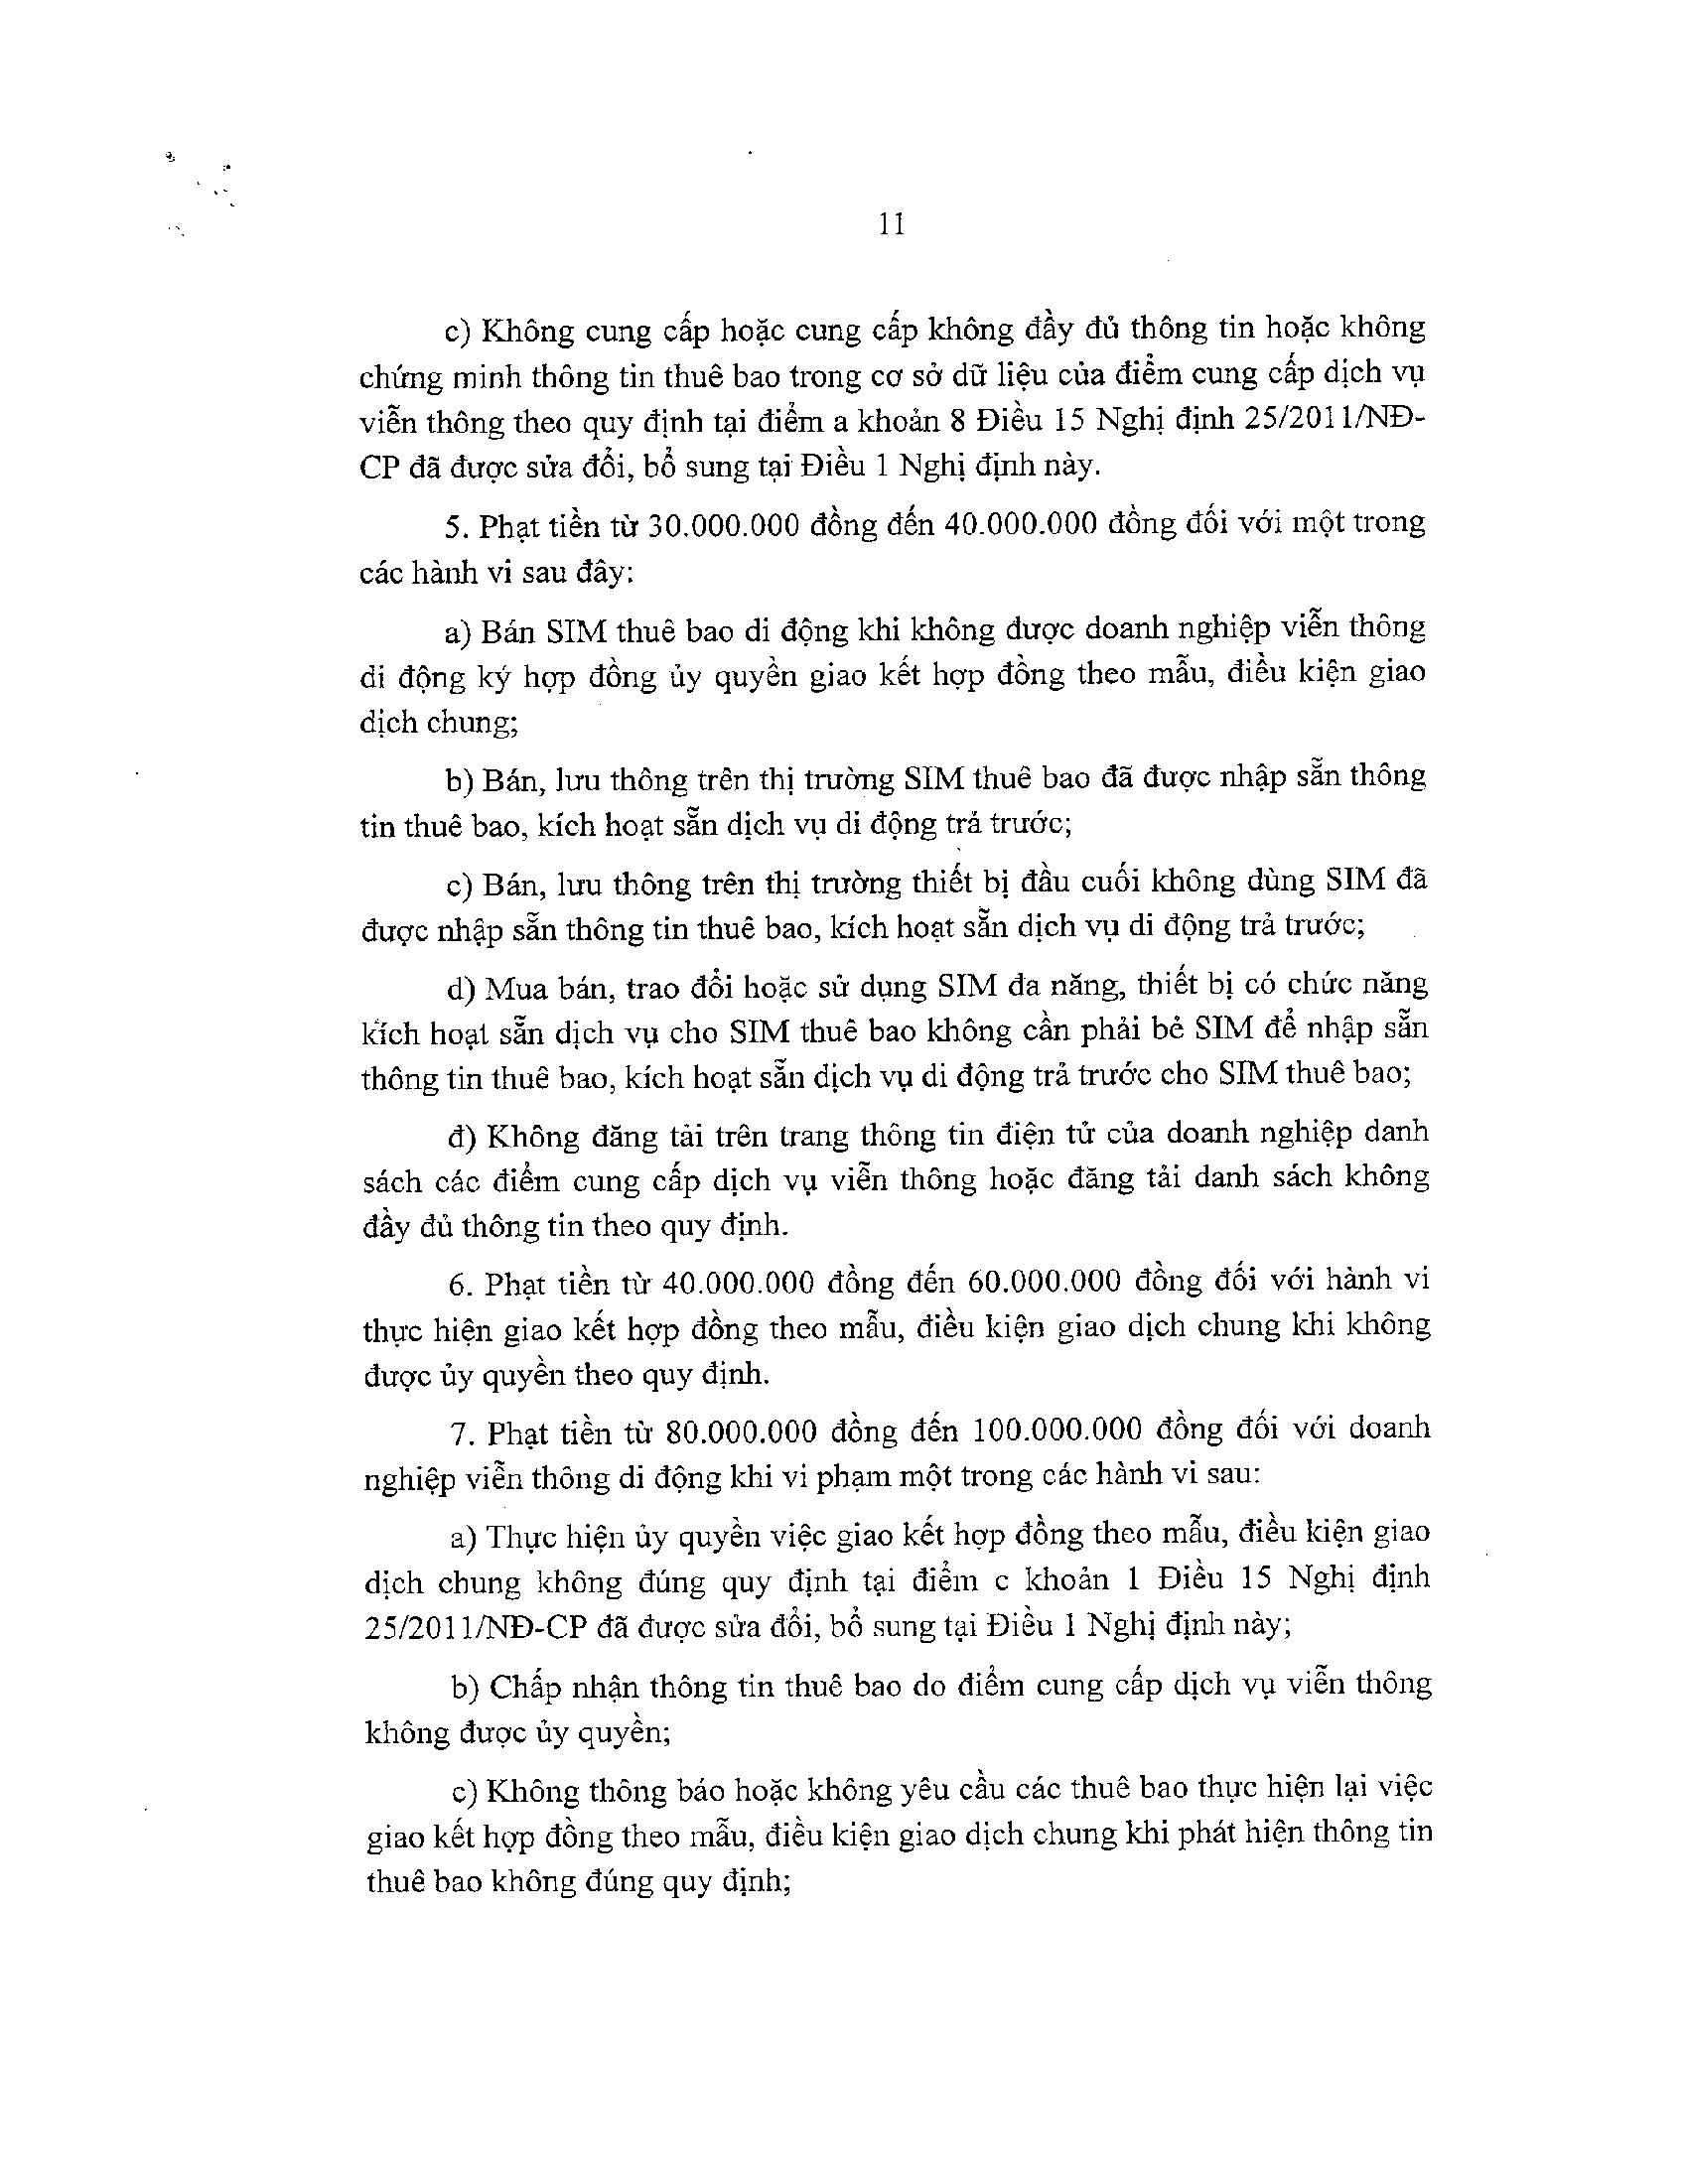 11
c) Không cung cấp hoặc cung cấp không đầy đủ thông tin hoặc không
chứng minh thông tin thuê bao trong cơ sở dữ liệu của điểm cung cấp dịch vụ
viễn thông theo quy định tại điểm a khoản 8 Điều 15 Nghị định 25/2011/NĐ-
CP đã được sửa đổi, bổ sung tại Điều 1 Nghị định này.
5. Phạt tiền từ 30.000.000 đồng đến 40.000.000 đồng đối với một trong
các hành vi sau đây:
a) Bán SIM thuê bao di động khi không được doanh nghiệp viễn thông
di động ký hợp đồng ủy quyền giao kết hợp đồng theo mẫu, điều kiện giao
dịch chung;
b) Bán, lưu thông trên thị trường SIM thuê bao đã được nhập sẵn thông
tin thuê bao, kích hoạt sẵn dịch vụ di động trả trước;
c) Bán, lưu thông trên thị trường thiết bị đầu cuối không dùng SIM đã
được nhập sẵn thông tin thuê bao, kích hoạt sẵn dịch vụ di động trả trước;
d) Mua bán, trao đổi hoặc sử dụng SIM đa năng, thiết bị có chức năng
kích hoạt sẵn dịch vụ cho SIM thuê bao không cần phải bẻ SIM để nhập sẵn
thông tin thuê bao, kích hoạt sẵn dịch vụ di động trả trước cho SIM thuê bao;
đ) Không đăng tải trên trang thông tin điện tử của doanh nghiệp danh
sách các điểm cung cấp dịch vụ viễn thông hoặc đăng tải danh sách không
đầy đủ thông tin theo quy định.
6. Phạt tiền từ 40.000.000 đồng đến 60.000.000 đồng đối với hành vi
thực hiện giao kết hợp đồng theo mẫu, điều kiện giao dịch chung khi không
được ủy quyền theo quy định.
7. Phạt tiền từ 80.000.000 đồng đến 100.000.000 đồng đối với doanh
nghiệp viễn thông di động khi vi phạm một trong các hành vi sau:
a) Thực hiện ủy quyền việc giao kết hợp đồng theo mẫu, điều kiện giao
dịch chung không đúng quy định tại điểm c khoản 1 Điều 15 Nghị định
25/2011/NĐ-CP đã được sửa đổi, bổ sung tại Điều 1 Nghị định này;
b) Chấp nhận thông tin thuê bao do điểm cung cấp dịch vụ viễn thông
không được ủy quyền;
c) Không thông báo hoặc không yêu cầu các thuê bao thực hiện lại việc
giao kết hợp đồng theo mẫu, điều kiện giao dịch chung khi phát hiện thông tin
thuê bao không đúng quy định;